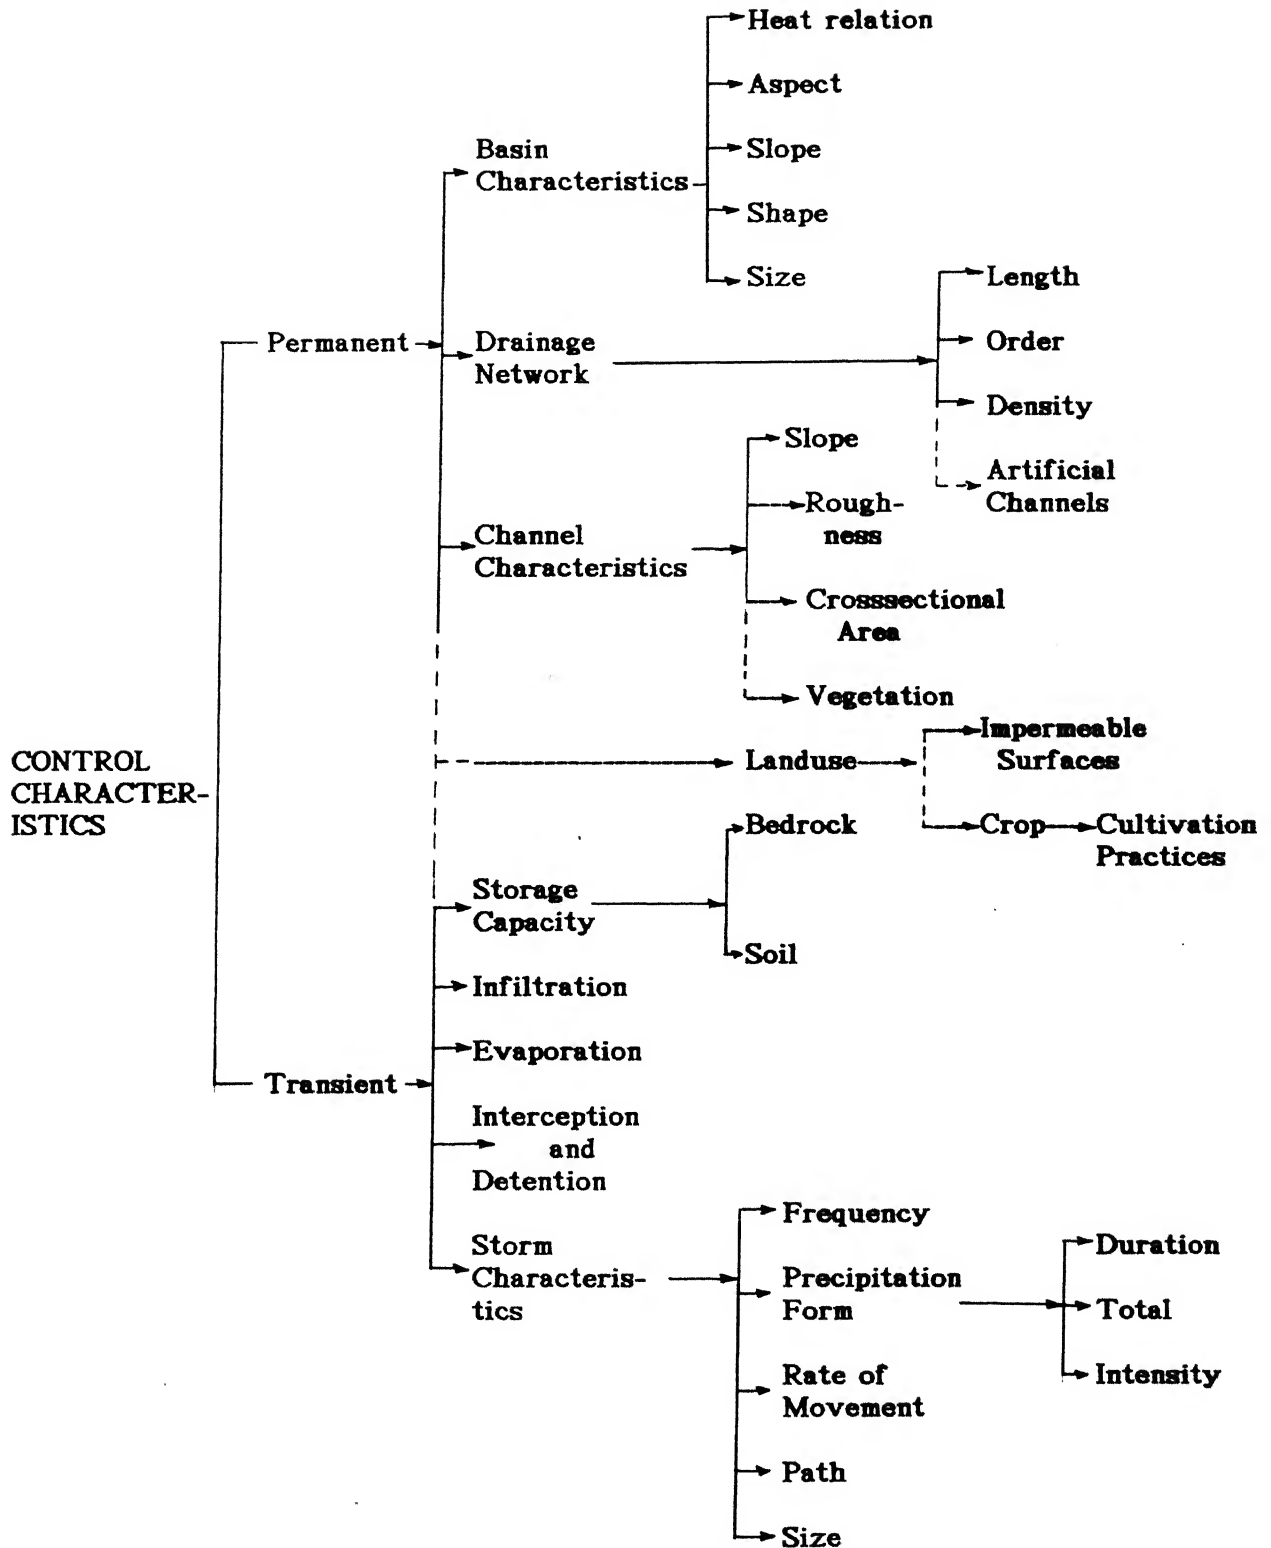 Heat relation
Aspect
Basin
Characteristics
Slope
Shape
Size
Permanent
Drainage
Network
Length
Order
Density
Artificial
Channels
Channel
Characteristics
Slope
Rough-
ness
Crosssectional
Area
Vegetation
CONTROL
CHARACTER-
ISTICS
Landuse
Impermeable
Surfaces
Crop
Cultivation
Practices
Storage
Capacity
Bedrock
Soil
Infiltration
Evaporation
Transient
Interception
and
Detention
Storm
Characteris-
tics
Frequency
Precipitation
Form
Duration
Total
Intensity
Rate of
Movement
Path
Size